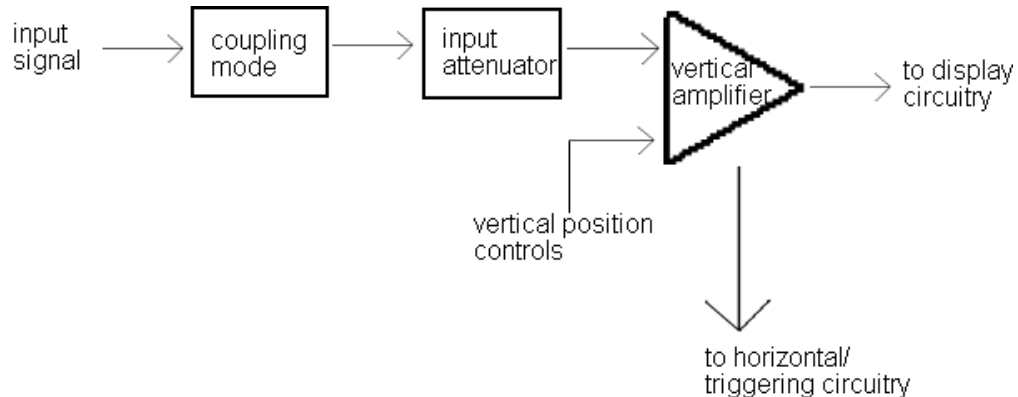 input
signal
coupling
mode
input
attenuator
vertical
amplifier
to display
circuitry
vertical position
controls
to horizontal/
triggering circuitry